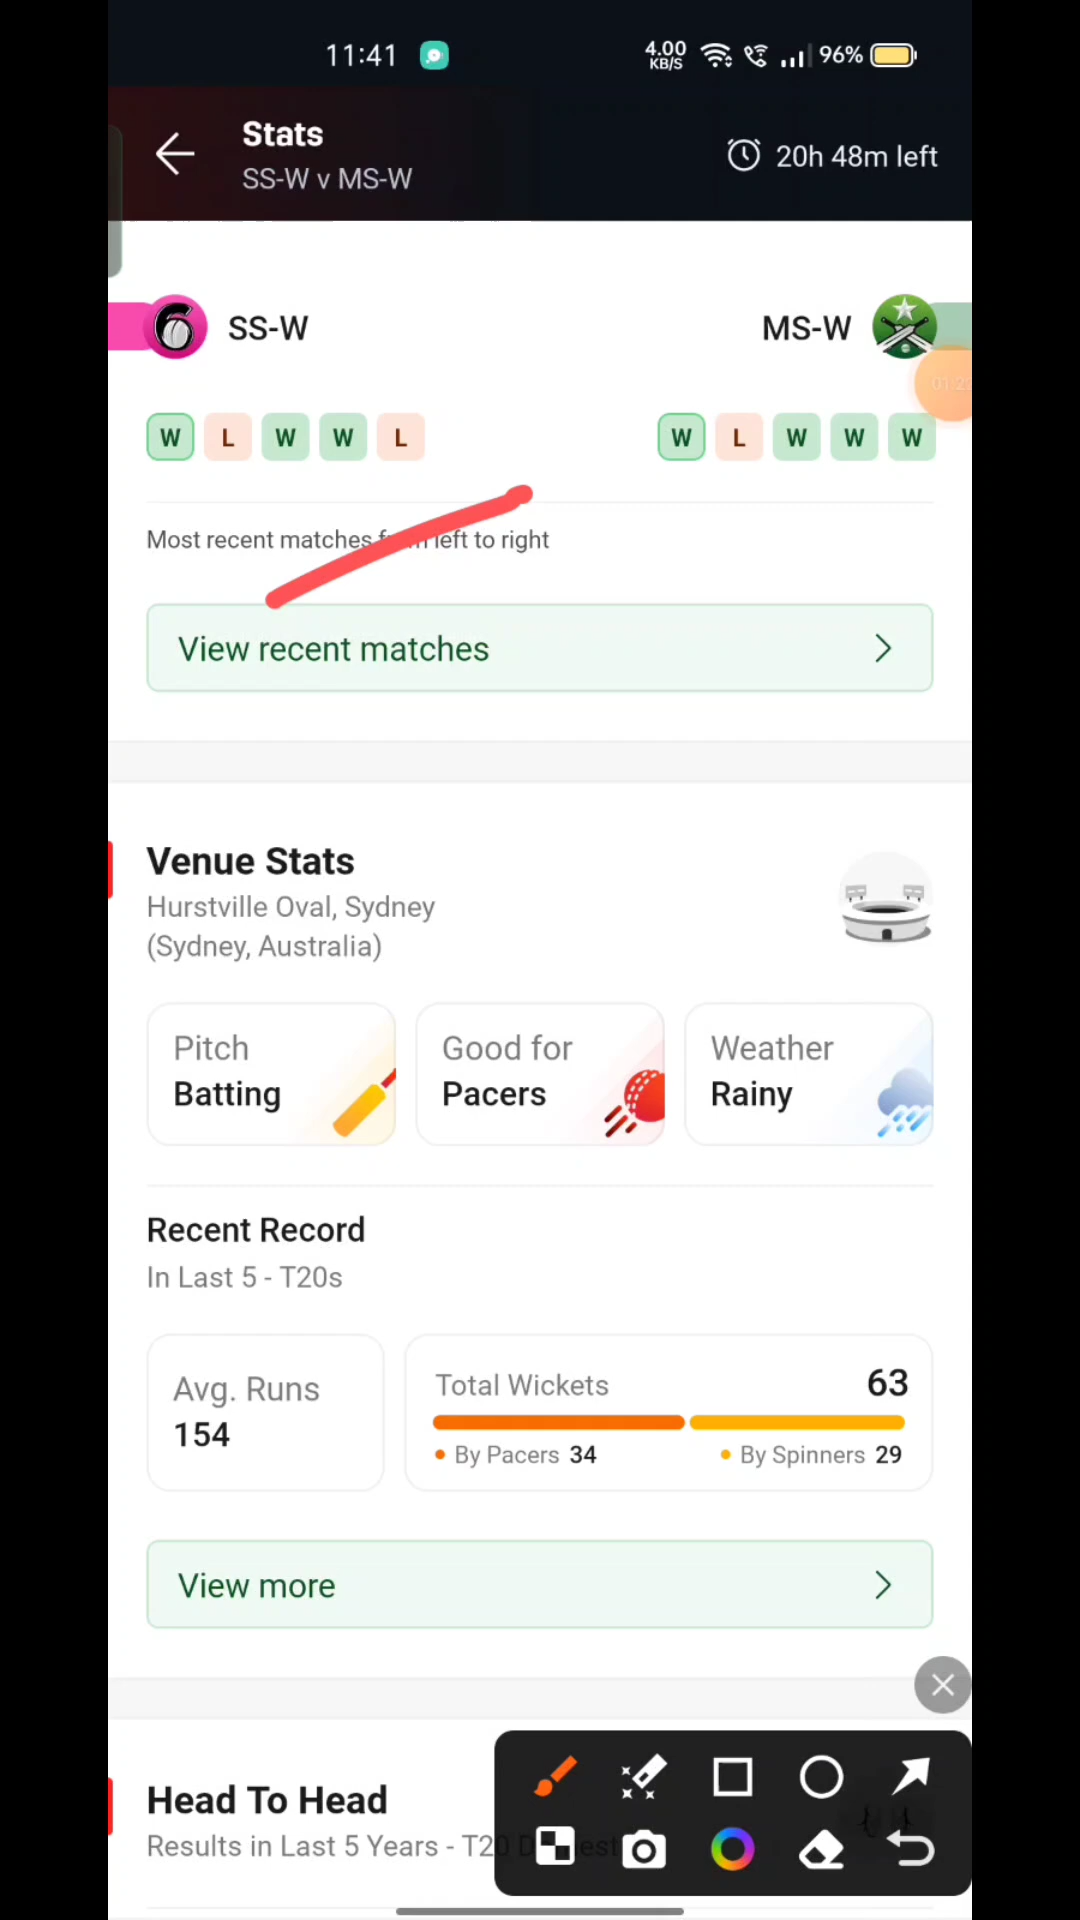 11:41
4.00 KB/S
96%
Stats
SS-W v MS-W
20h 48m left
6
SS-W
MS-W
01:2
W L W W L
W L W W W
Most recent matches left to right
View recent matches
Venue Stats
Hurstville Oval, Sydney
(Sydney, Australia)
Pitch
Batting
Good for
Pacers
Weather
Rainy
Recent Record
In Last 5 - T20s
Avg. Runs
154
Total Wickets
63
By Pacers 34
By Spinners 29
View more
Head To Head
Results in Last 5 Years - T20